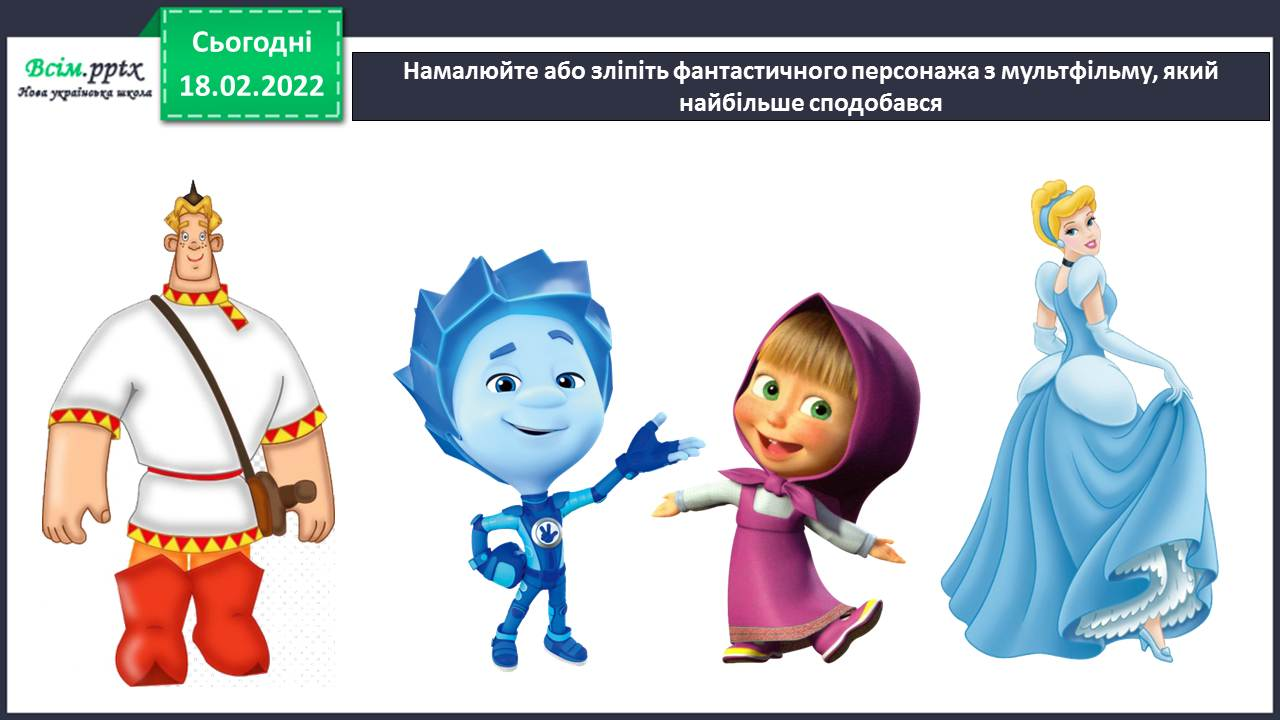 Сьогодні
18.02.2022
Всім.pptx
Нова українська школа
Намалюйте або зліпіть фантастичного персонажа з мультфільму, який
найбільше сподобався